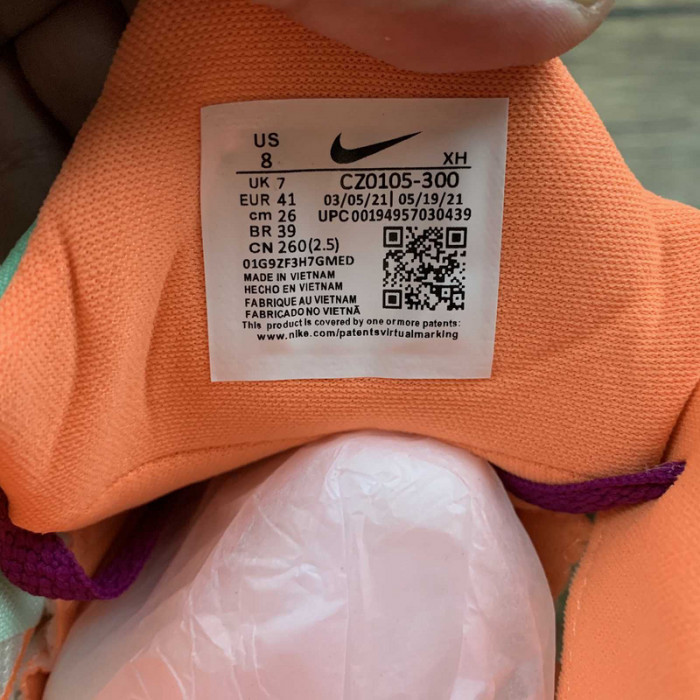 US
8
XH
UK 7
EUR 41
cm 26
BR 39
CN 260(2.5)
CZ0105-300
03/05/21| 05/19/21
UPC00194957030439
01G9ZF3H7GMED
MADE IN VIETNAM
HECHO EN VIETNAM
FABRIQUE AU VIETNAM
FABRICADO NO VIETNÃ
This product is covered by one or more patents:
www.nike.com/patentsvirtualmarking